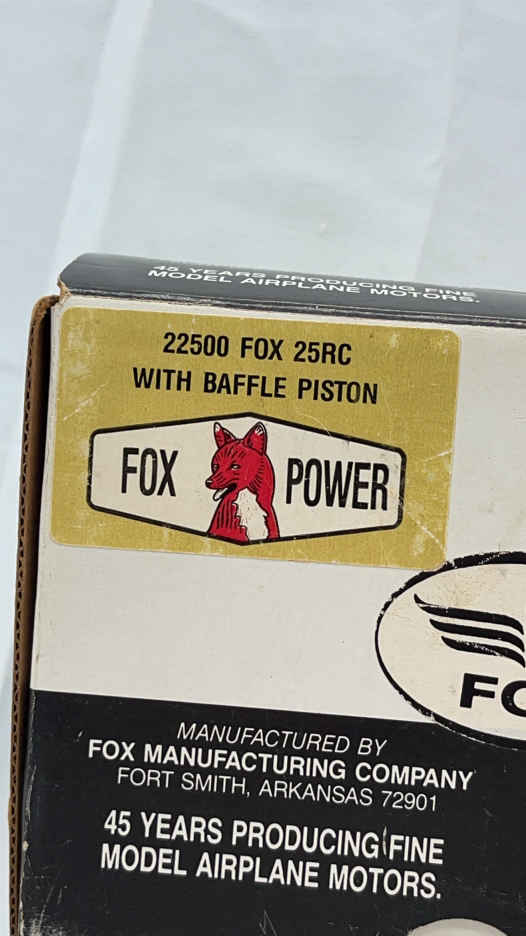 45 YEARS PRODUCING FINE
MODEL AIRPLANE MOTORS.
22500 FOX 25RC
WITH BAFFLE PISTON
FOX POWER
MANUFACTURED BY
FOX MANUFACTURING COMPANY
FORT SMITH, ARKANSAS 72901
45 YEARS PRODUCING FINE
MODEL AIRPLANE MOTORS.